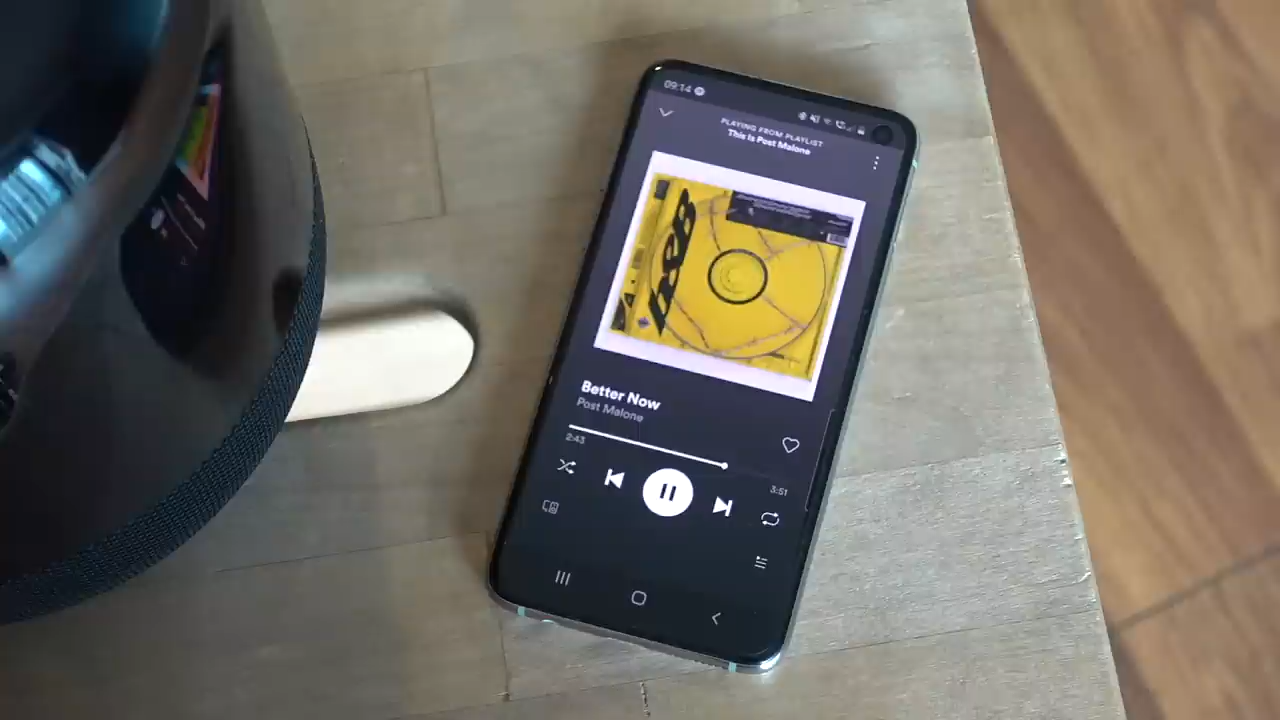 09:14
PLAYING FROM PLAYLIST
This Is Post Malone
b&b
Better Now
Post Malone
2:43
3:51